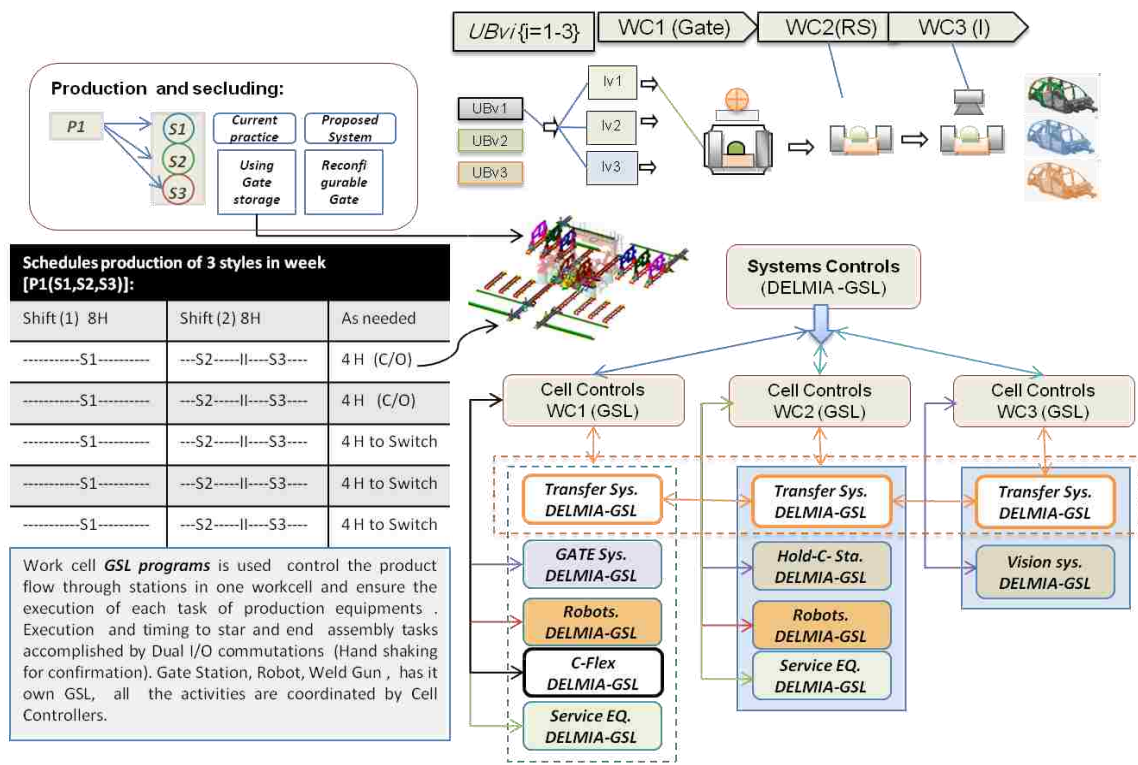 UBvi{i=1-3}
WC1 (Gate)
WC2(RS)
WC3 (I)
Production and secluding:
P1
S1
S2
S3
Current
practice
Proposed
System
Using
Gate
storage
Reconfi
gurable
Gate
UBv1
UBv2
UBv3
Iv1
Iv2
Iv3
Schedules production of 3 styles in week
[P1(S1,S2,S3)]:
Shift (1) 8H
Shift (2) 8H
As needed
-----------S1----------
---S2-----II----S3----
4 H (C/O)
-----------S1----------
---S2-----II----S3----
4 H (C/O)
-----------S1----------
---S2-----II----S3----
4 H to Switch
-----------S1----------
---S2-----II----S3----
4 H to Switch
-----------S1----------
---S2-----II----S3----
4 H to Switch
Work cell GSL programs is used control the product
flow through stations in one workcell and ensure the
execution of each task of production equipments .
Execution and timing to star and end assembly tasks
accomplished by Dual I/O commutations (Hand shaking
for confirmation). Gate Station, Robot, Weld Gun , has it
own GSL, all the activities are coordinated by Cell
Controllers.
Systems Controls
(DELMIA -GSL)
Cell Controls
WC1 (GSL)
Cell Controls
WC2 (GSL)
Cell Controls
WC3 (GSL)
Transfer Sys.
DELMIA-GSL
Transfer Sys.
DELMIA-GSL
Transfer Sys.
DELMIA-GSL
GATE Sys.
DELMIA-GSL
Hold-C- Sta.
DELMIA-GSL
Vision sys.
DELMIA-GSL
Robots.
DELMIA-GSL
Robots.
DELMIA-GSL
C-Flex
DELMIA-GSL
Service EQ.
DELMIA-GSL
Service EQ.
DELMIA-GSL